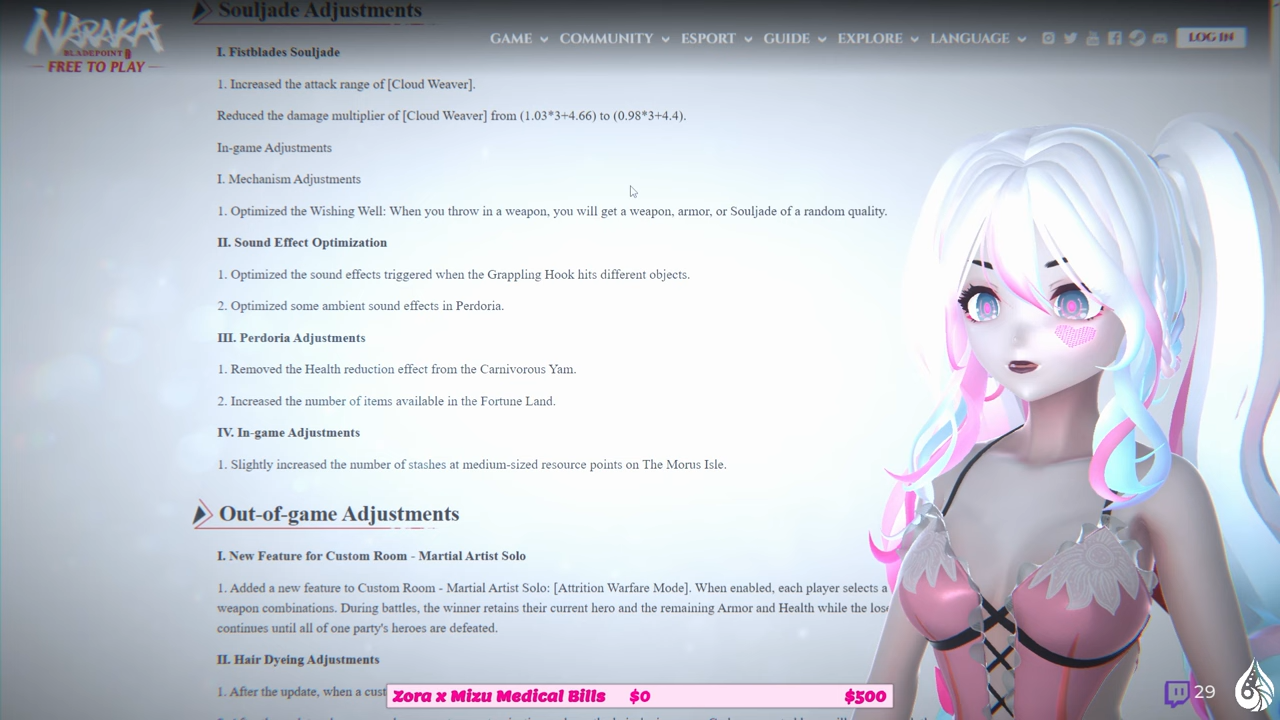 Souljade Adjustments
NARAKA
BLADEPOINT
FREE TO PLAY
GAME COMMUNITY ESPORT GUIDE EXPLORE LANGUAGE LOG IN
I. Fistblades Souljade
1. Increased the attack range of [Cloud Weaver].
Reduced the damage multiplier of [Cloud Weaver] from (1.03*3+4.66) to (0.98*3+4.4).
In-game Adjustments
I. Mechanism Adjustments
1. Optimized the Wishing Well: When you throw in a weapon, you will get a weapon, armor, or Souljade of a random quality.
II. Sound Effect Optimization
1. Optimized the sound effects triggered when the Grappling Hook hits different objects.
2. Optimized some ambient sound effects in Perdoria.
III. Perdoria Adjustments
1. Removed the Health reduction effect from the Carnivorous Yam.
2. Increased the number of items available in the Fortune Land.
IV. In-game Adjustments
1. Slightly increased the number of stashes at medium-sized resource points on The Morus Isle.
Out-of-game Adjustments
I. New Feature for Custom Room - Martial Artist Solo
1. Added a new feature to Custom Room - Martial Artist Solo: [Attrition Warfare Mode]. When enabled, each player selects a
weapon combinations. During battles, the winner retains their current hero and the remaining Armor and Health while the
continues until all of one party's heroes are defeated.
II. Hair Dyeing Adjustments
1. After the update, when a
Zora x Mizu Medical Bills $0 $500
29